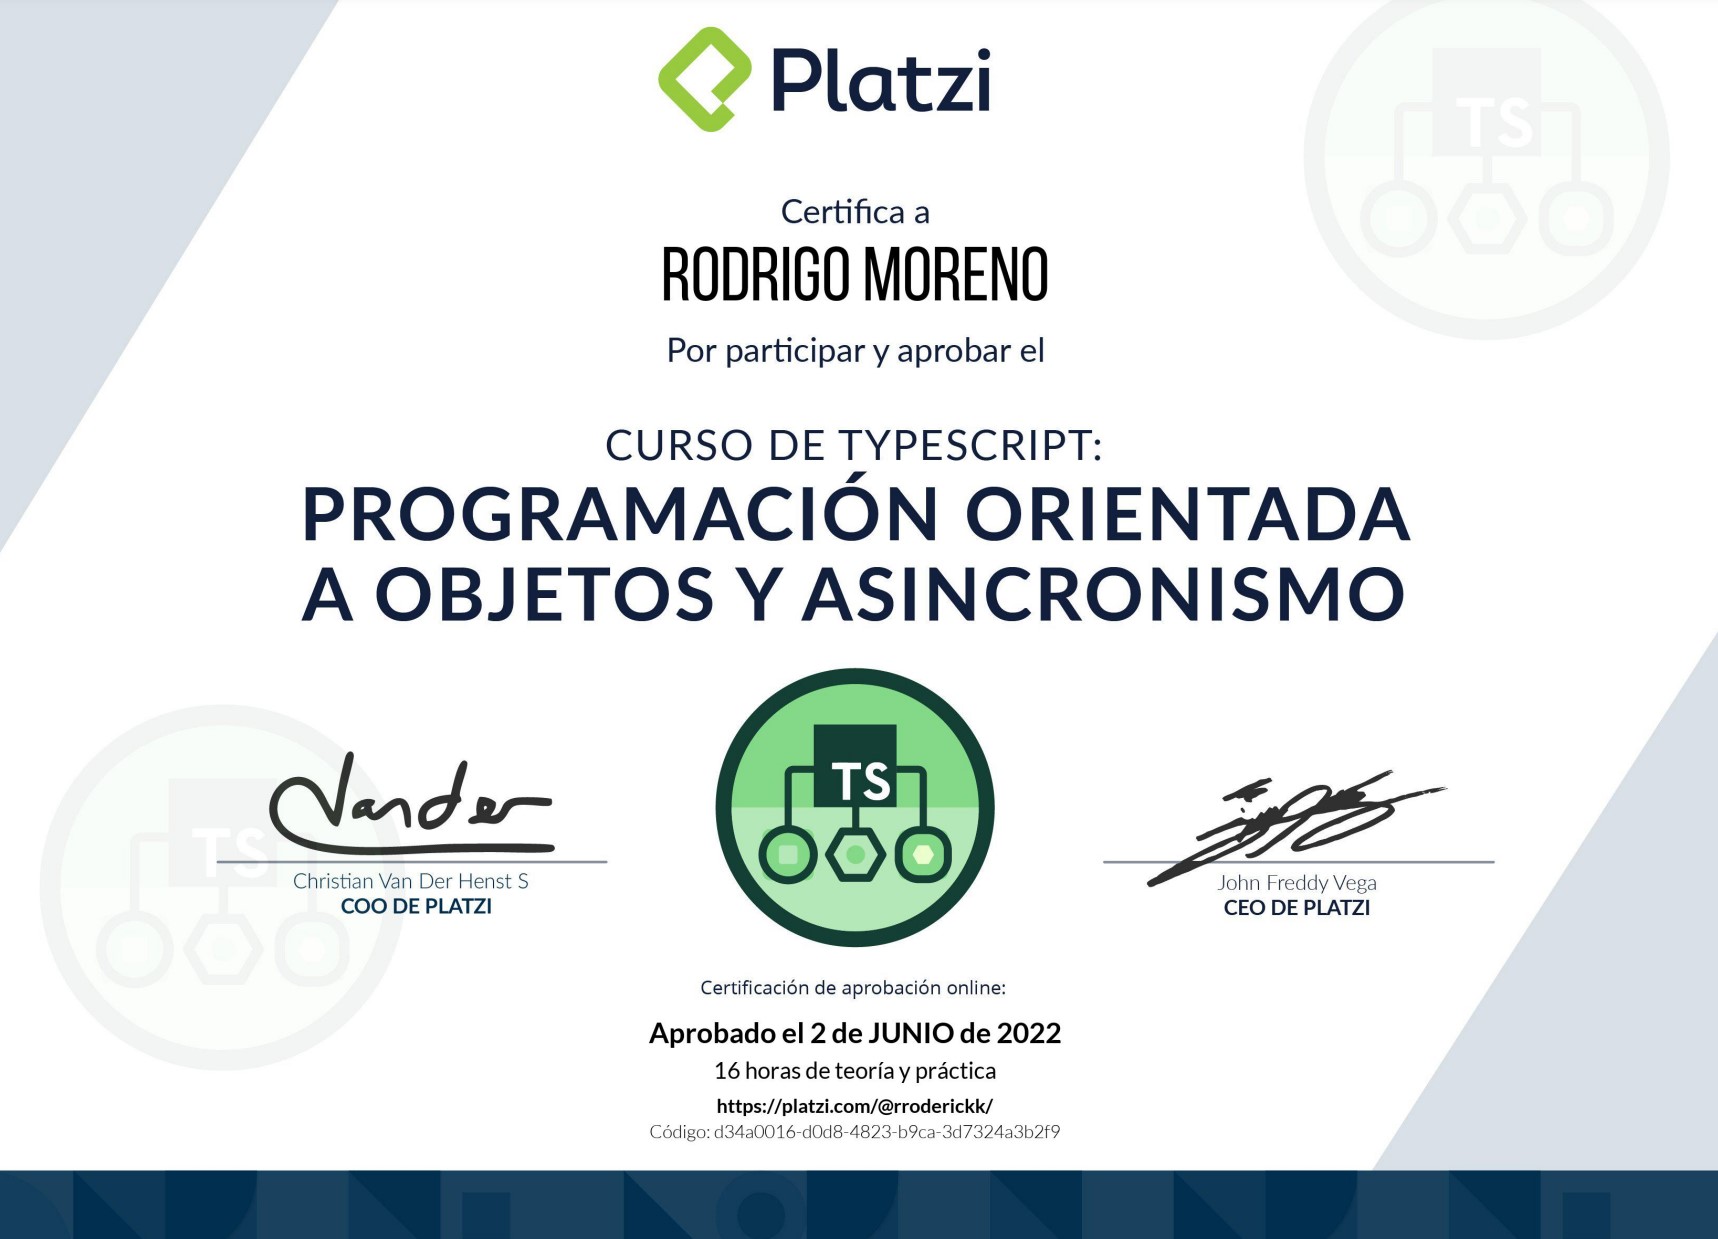 Platzi
TS
Certifica a
RODRIGO MORENO
Por participar y aprobar el
CURSO DE TYPESCRIPT:
PROGRAMACIÓN ORIENTADA
A OBJETOS Y ASINCRONISMO
Vander
TS
TS
Christian Van Der Henst S
COO DE PLATZI
John Freddy Vega
CEO DE PLATZI
Certificación de aprobación online:
Aprobado el 2 de JUNIO de 2022
16 horas de teoría y práctica
https://platzi.com/@rroderickk/
Código: d34a0016-d0d8-4823-b9ca-3d7324a3b2f9